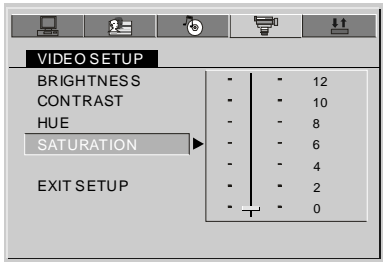 VIDEO SETUP
BRIGHTNESS
CONTRAST
HUE
SATURATION
EXIT SETUP
12
10
8
6
4
2
0